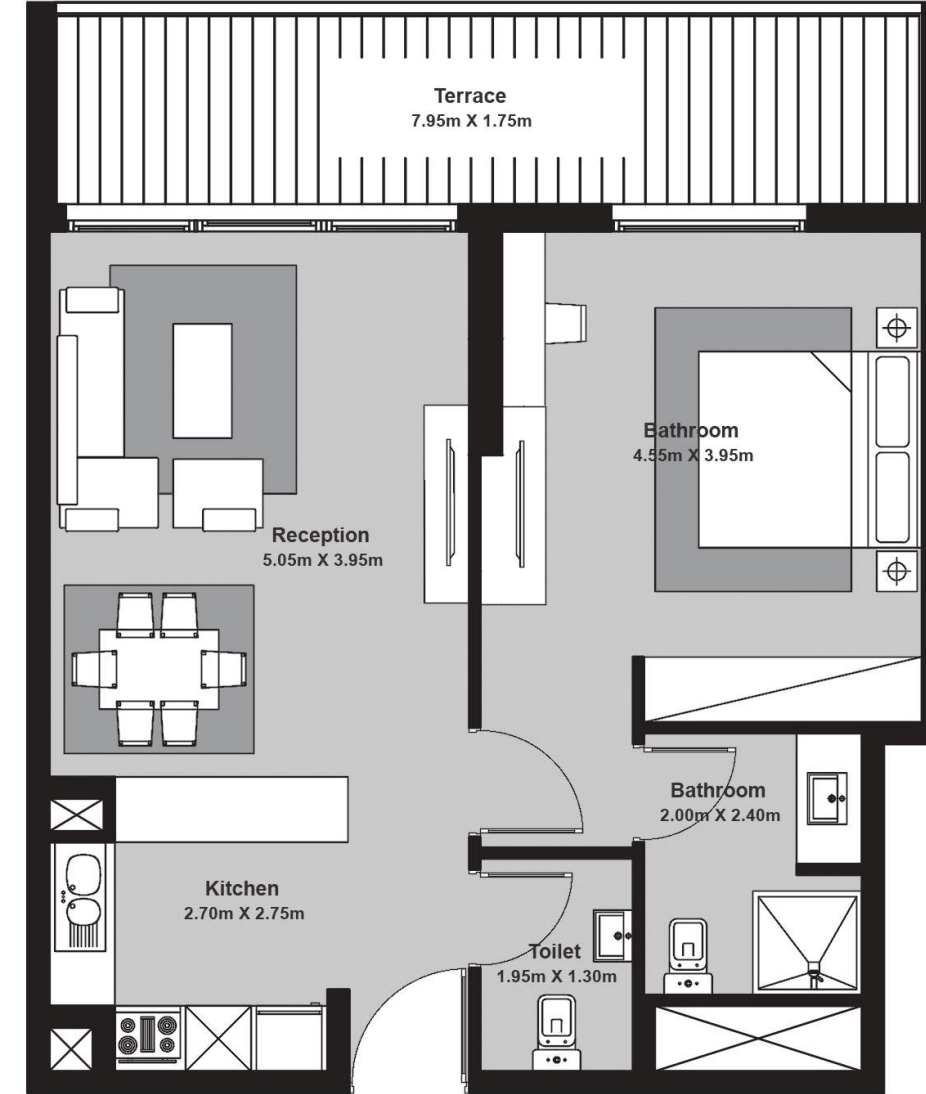 Terrace
7.95m X 1.75m
Bathroom
4.55m X 3.95m
Reception
5.05m X 3.95m
Bathroom
2.00m X 2.40m
Kitchen
2.70m X 2.75m
Toilet
1.95m X 1.30m